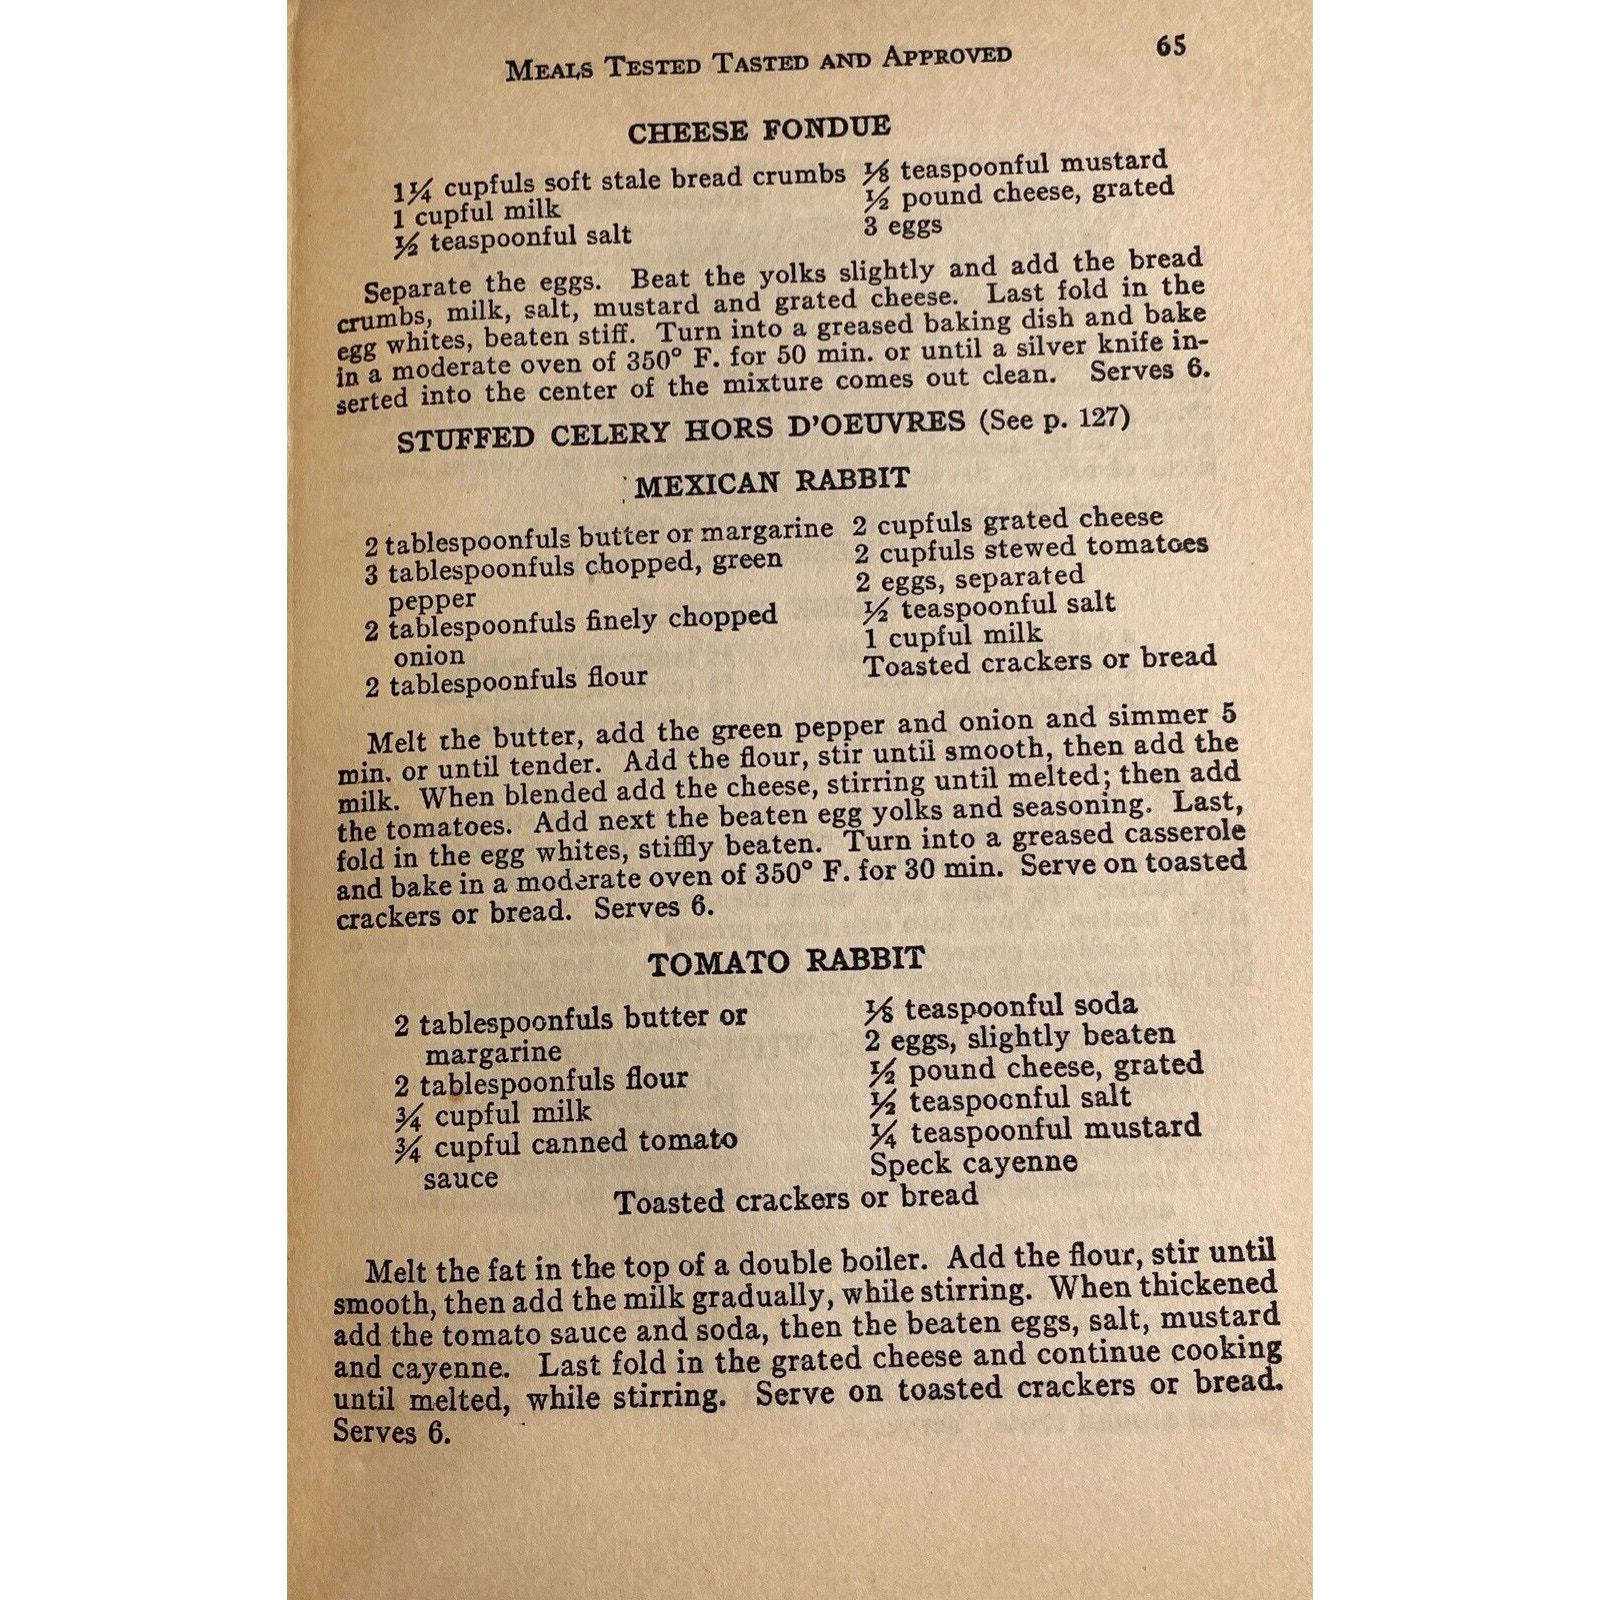 MEALS TESTED TASTED AND APPROVED 65
CHEESE FONDUE
1¼ cupfuls soft stale bread crumbs
1 cupful milk
½ teaspoonful salt
⅛ teaspoonful mustard
½ pound cheese, grated
3 eggs
Separate the eggs. Beat the yolks slightly and add the bread
crumbs, milk, salt, mustard and grated cheese. Last fold in the
egg whites, beaten stiff. Turn into a greased baking dish and bake
in a moderate oven of 350° F. for 50 min. or until a silver knife in-
serted into the center of the mixture comes out clean. Serves 6.
STUFFED CELERY HORS D'OEUVRES (See p. 127)
MEXICAN RABBIT
2 tablespoonfuls butter or margarine
3 tablespoonfuls chopped, green
pepper
2 tablespoonfuls finely chopped
onion
2 tablespoonfuls flour
2 cupfuls grated cheese
2 cupfuls stewed tomatoes
2 eggs, separated
½ teaspoonful salt
1 cupful milk
Toasted crackers or bread
Melt the butter, add the green pepper and onion and simmer 5
min. or until tender. Add the flour, stir until smooth, then add the
milk. When blended add the cheese, stirring until melted; then add
the tomatoes. Add next the beaten egg yolks and seasoning. Last,
fold in the egg whites, stiffly beaten. Turn into a greased casserole
and bake in a moderate oven of 350° F. for 30 min. Serve on toasted
crackers or bread. Serves 6.
TOMATO RABBIT
2 tablespoonfuls butter or
margarine
2 tablespoonfuls flour
¾ cupful milk
¾ cupful canned tomato
sauce
⅛ teaspoonful soda
2 eggs, slightly beaten
½ pound cheese, grated
½ teaspoonful salt
¼ teaspoonful mustard
Speck cayenne
Toasted crackers or bread
Melt the fat in the top of a double boiler. Add the flour, stir until
smooth, then add the milk gradually, while stirring. When thickened
add the tomato sauce and soda, then the beaten eggs, salt, mustard
and cayenne. Last fold in the grated cheese and continue cooking
until melted, while stirring. Serve on toasted crackers or bread.
Serves 6.